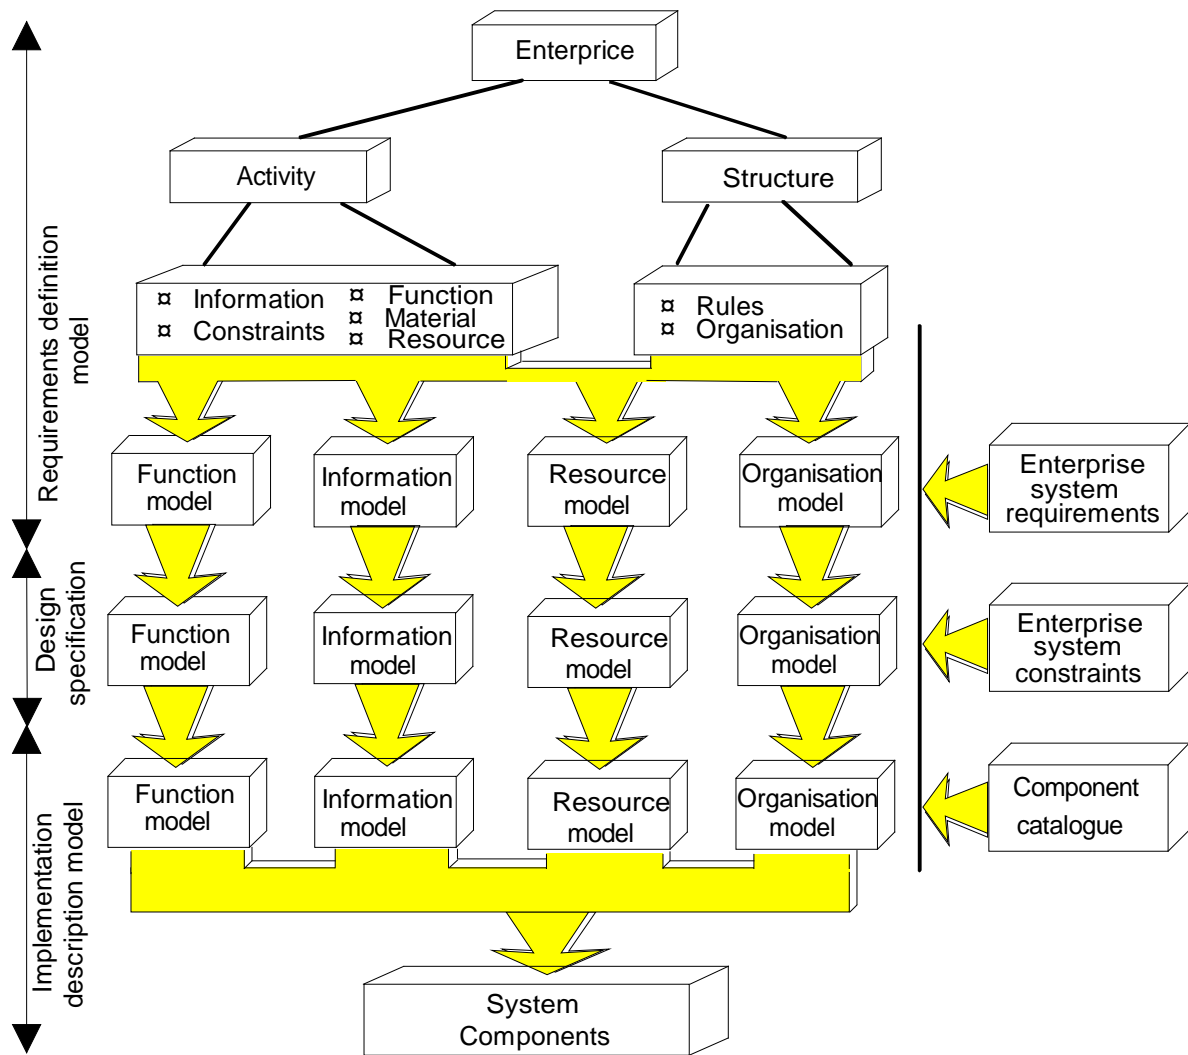 Enterprice
Activity
Structure
¤ Information
¤ Constraints
¤ Function
¤ Material
¤ Resource
¤ Rules
¤ Organisation
Requirements definition
model
Function
model
Information
model
Resource
model
Organisation
model
Enterprise
system
requirements
Design
specification
Function
model
Information
model
Resource
model
Organisation
model
Enterprise
system
constraints
Implementation
description model
Function
model
Information
model
Resource
model
Organisation
model
Component
catalogue
System
Components